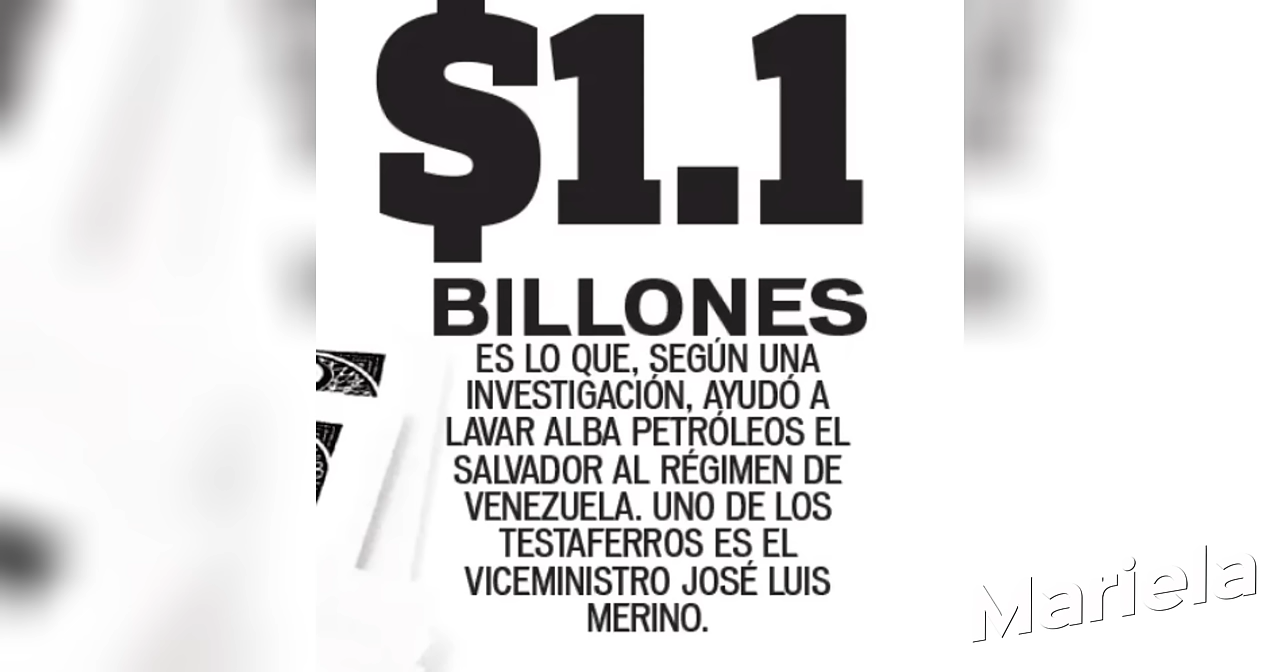 $1.1
BILLONES
ES LO QUE, SEGÚN UNA
INVESTIGACIÓN, AYUDÓ A
LAVAR ALBA PETRÓLEOS EL
SALVADOR AL RÉGIMEN DE
VENEZUELA. UNO DE LOS
TESTAFERROS ES EL
VICEMINISTRO JOSÉ LUIS
MERINO.
Mariela